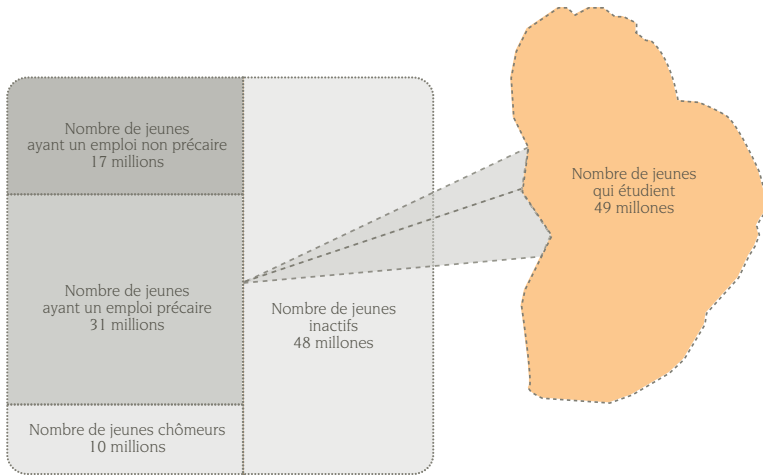 Nombre de jeunes
ayant un emploi non précaire
17 millions
Nombre de jeunes
ayant un emploi précaire
31 millions
Nombre de jeunes chômeurs
10 millions
Nombre de jeunes
inactifs
48 millones
Nombre de jeunes
qui étudient
49 millones